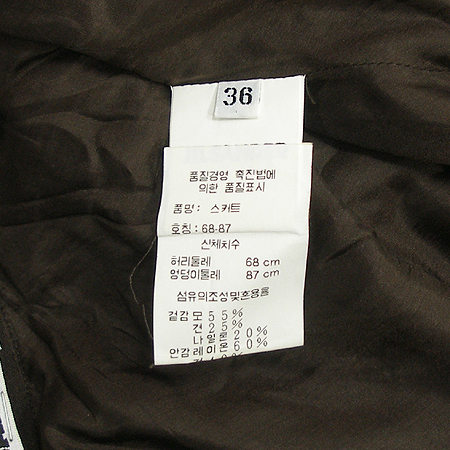 36
품질경영 촉진법에
의한 품질표시
품명: 스커트
호칭: 68-87
신체치수
허리둘레 68 cm
엉덩이둘레 87 cm
섬유의조성및혼용률
겉감 모 55%
견 25%
나일론 20%
안감 레이온 60%